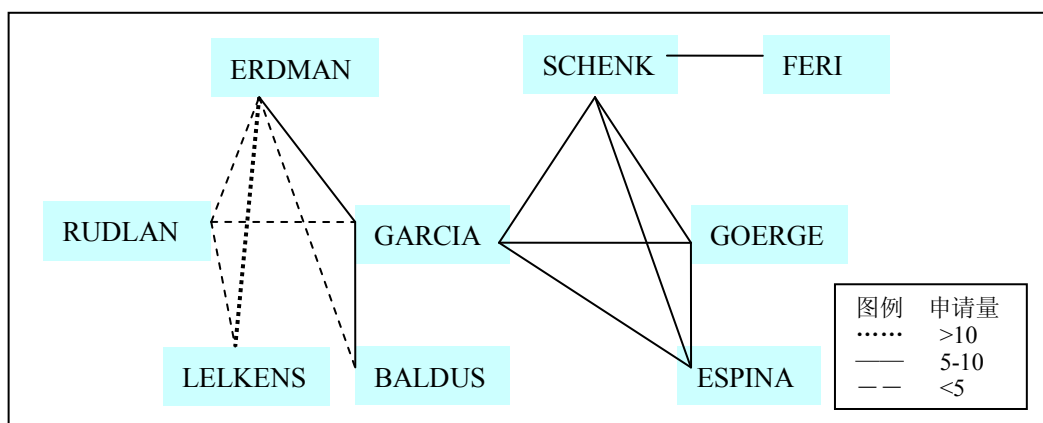 ERDMAN
SCHENK
FERI
RUDLAN
GARCIA
GOERGE
LELKENS
BALDUS
ESPINA
图例 申请量
>10
5-10
<5